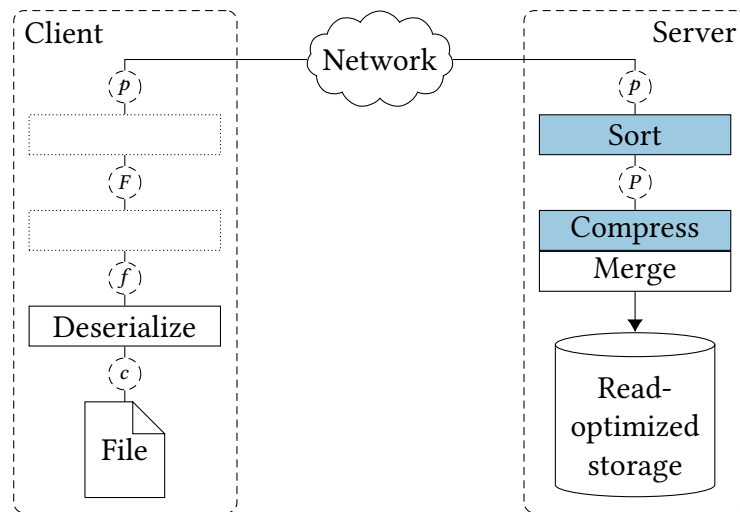 Client
Server
Network
p
p
Sort
F
P
Compress
f
Merge
Deserialize
c
Read-
optimized
storage
File